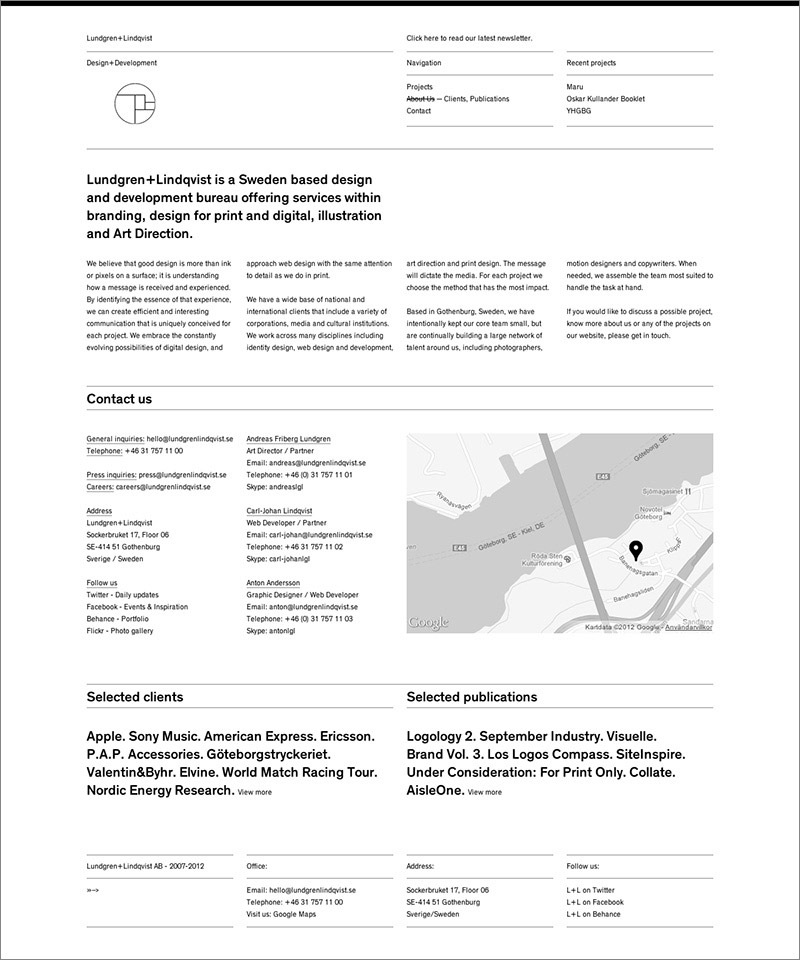 Lundgren+Lindqvist
Click here to read our latest newsletter.
Design+Development
Navigation
Recent projects
Projects
About Us — Clients, Publications
Contact
Maru
Oskar Kullander Booklet
YHGBG
Lundgren+Lindqvist is a Sweden based design
and development bureau offering services within
branding, design for print and digital, illustration
and Art Direction.
We believe that good design is more than ink
or pixels on a surface; it is understanding
how a message is received and experienced.
By identifying the essence of that experience,
we can create efficient and interesting
communication that is uniquely conceived for
each project. We embrace the constantly
evolving possibilities of digital design, and
approach web design with the same attention
to detail as we do in print.
We have a wide base of national and
international clients that include a variety of
corporations, media and cultural institutions.
We work across many disciplines including
identity design, web design and development,
art direction and print design. The message
will dictate the media. For each project we
choose the method that has the most impact.
Based in Gothenburg, Sweden, we have
intentionally kept our core team small, but
are continually building a large network of
talent around us, including photographers,
motion designers and copywriters. When
needed, we assemble the team most suited to
handle the task at hand.
If you would like to discuss a possible project,
know more about us or any of the projects on
our website, please get in touch.
Contact us
General inquiries: hello@lundgrenlindqvist.se
Telephone: +46 31 757 11 00
Press inquiries: press@lundgrenlindqvist.se
Careers: careers@lundgrenlindqvist.se
Address
Lundgren+Lindqvist
Sockerbruket 17, Floor 06
SE-414 51 Gothenburg
Sverige / Sweden
Follow us
Twitter - Daily updates
Facebook - Events & Inspiration
Behance - Portfolio
Flickr - Photo gallery
Andreas Friberg Lundgren
Art Director / Partner
Email: andreas@lundgrenlindqvist.se
Telephone: +46 (0) 31 757 11 01
Skype: andreaslgl
Carl-Johan Lindqvist
Web Developer / Partner
Email: carl-johan@lundgrenlindqvist.se
Telephone: +46 31 757 11 02
Skype: carl-johanlgl
Anton Andersson
Graphic Designer / Web Developer
Email: anton@lundgrenlindqvist.se
Telephone: +46 (0) 31 757 11 03
Skype: antonlgl
Göteborg, SE -
E45
Sjömagasinet
Ryanäsvägen
Novotel
Göteborg
Göteborg, SE - Kiel, DE
E45
ven
Röda Sten
Kulturförening
Klipp
Banehagsgatan
Banehagsliden
Sandarna
Google
Kartdata ©2012 Google - Användarvillkor
Selected clients
Apple. Sony Music. American Express. Ericsson.
P.A.P. Accessories. Göteborgstryckeriet.
Valentin&Byhr. Elvine. World Match Racing Tour.
Nordic Energy Research. View more
Selected publications
Logology 2. September Industry. Visuelle.
Brand Vol. 3. Los Logos Compass. SiteInspire.
Under Consideration: For Print Only. Collate.
AisleOne. View more
Lundgren+Lindqvist AB - 2007-2012
»—>
Office:
Email: hello@lundgrenlindqvist.se
Telephone: +46 31 757 11 00
Visit us: Google Maps
Address:
Sockerbruket 17, Floor 06
SE-414 51 Gothenburg
Sverige/Sweden
Follow us:
L+L on Twitter
L+L on Facebook
L+L on Behance